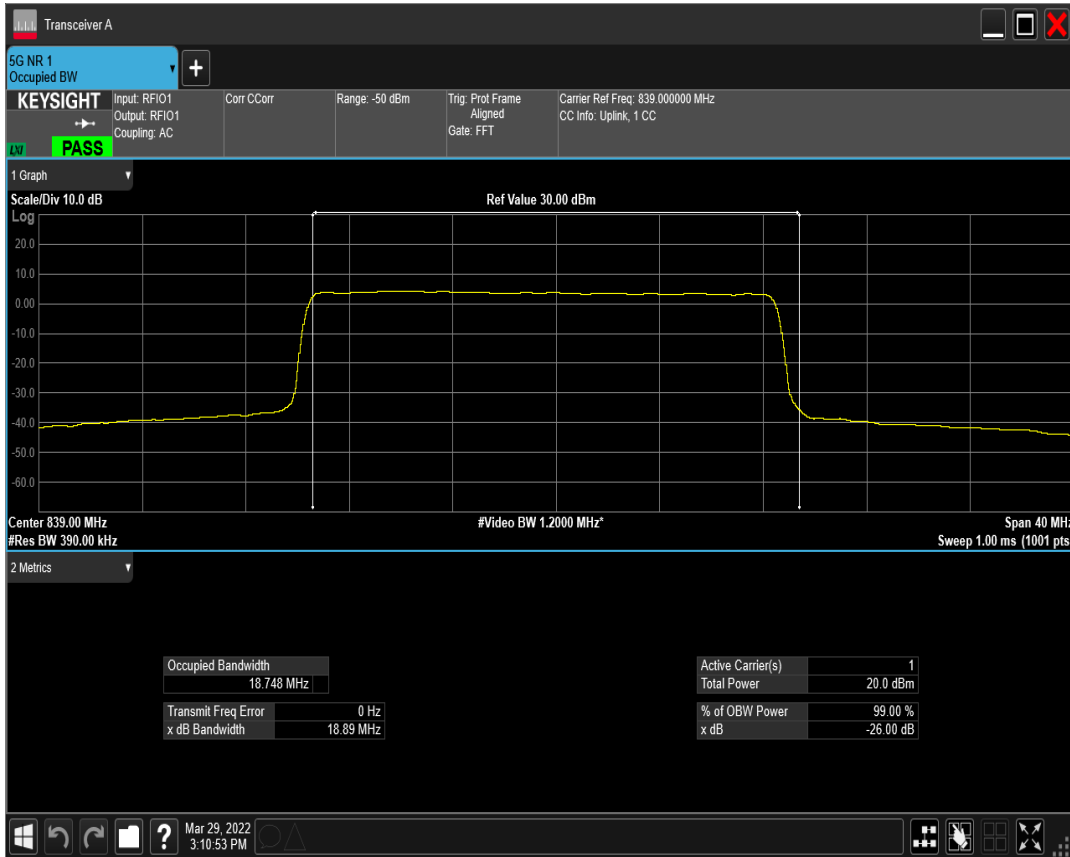 Transceiver A
5G NR 1
Occupied BW
+
KEYSIGHT
LXI
PASS
Input: RFIO1
Output: RFIO1
Coupling: AC
Corr CCorr
Range: -50 dBm
Trig: Prot Frame
Aligned
Gate: FFT
Carrier Ref Freq: 839.000000 MHz
CC Info: Uplink, 1 CC
1 Graph
Scale/Div 10.0 dB
Ref Value 30.00 dBm
Log
20.0
10.0
0.00
-10.0
-20.0
-30.0
-40.0
-50.0
-60.0
Center 839.00 MHz
#Video BW 1.2000 MHz*
Span 40 MHz
#Res BW 390.00 kHz
Sweep 1.00 ms (1001 pts
2 Metrics
Occupied Bandwidth
18.748 MHz
Transmit Freq Error 0 Hz
x dB Bandwidth 18.89 MHz
Active Carrier(s) 1
Total Power 20.0 dBm
% of OBW Power 99.00 %
x dB -26.00 dB
?
Mar 29, 2022
3:10:53 PM